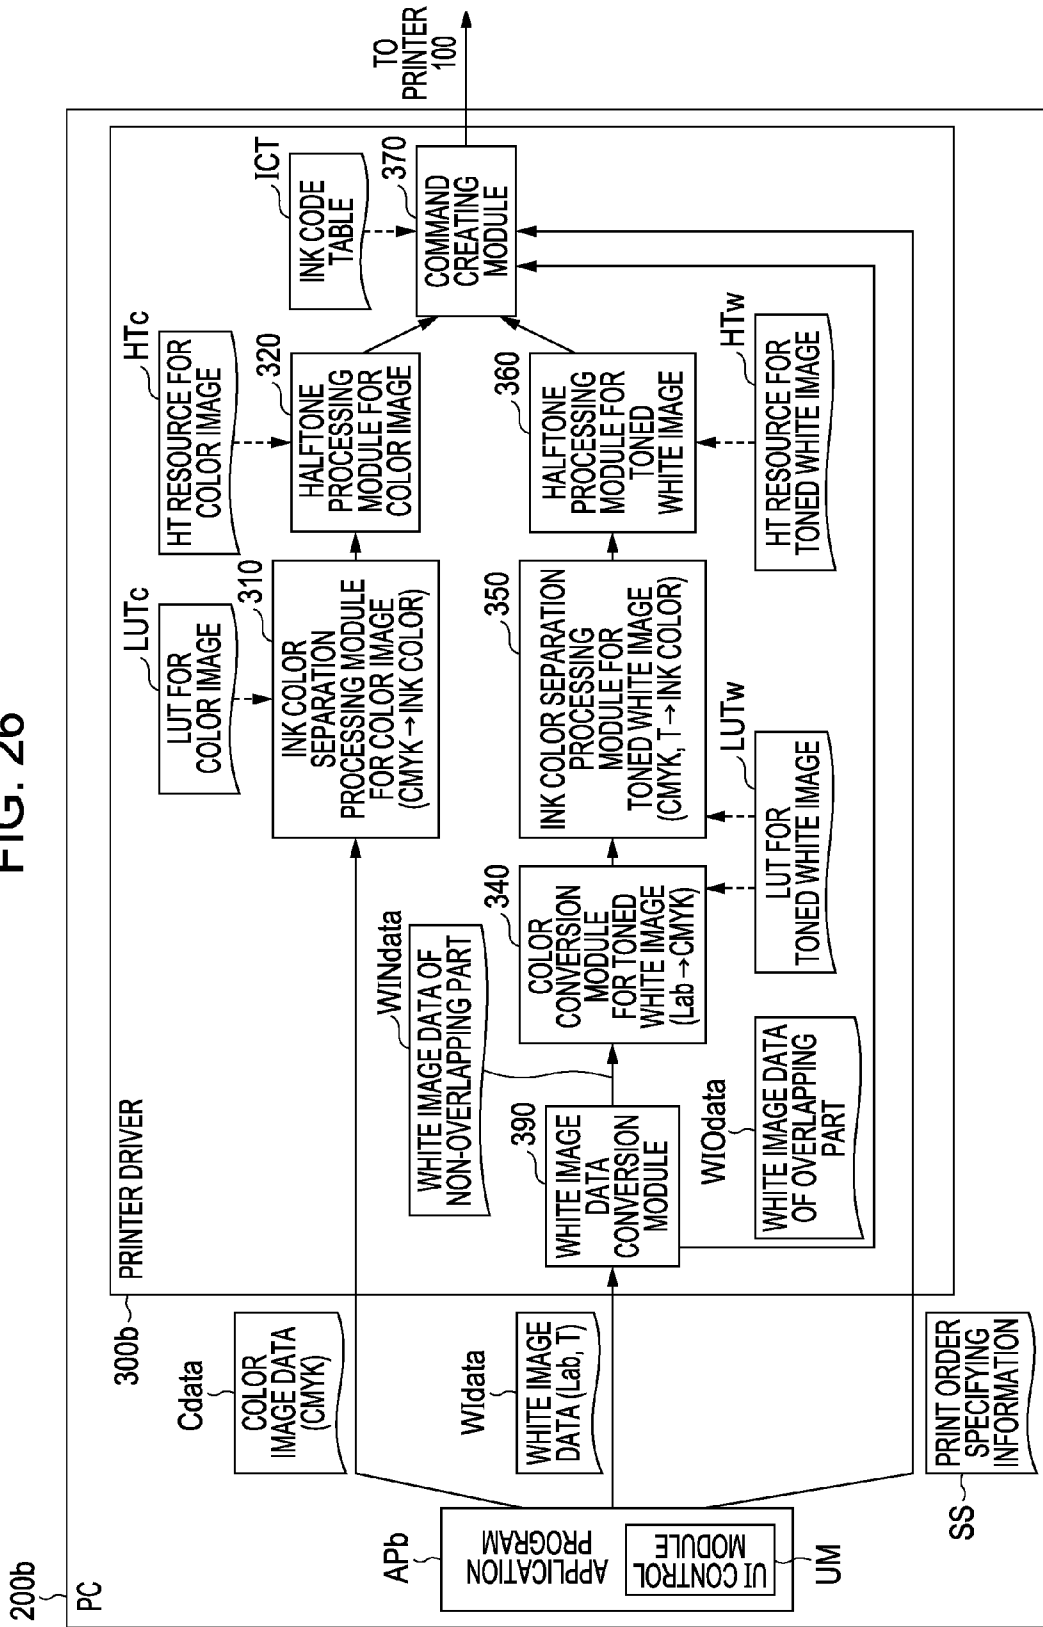 FIG. 26
200b
PC
300b
PRINTER DRIVER
APb
APPLICATION
PROGRAM
UI CONTROL
MODULE
UM
Cdata
COLOR
IMAGE DATA
(CMYK)
WIdata
WHITE IMAGE
DATA (Lab, T)
PRINT ORDER
SPECIFYING
INFORMATION
SS
390
WHITE IMAGE
DATA
CONVERSION
MODULE
WINdata
WHITE IMAGE DATA OF
NON-OVERLAPPING PART
WIOdata
WHITE IMAGE DATA
OF OVERLAPPING
PART
340
COLOR
CONVERSION
MODULE
FOR TONED
WHITE IMAGE
(Lab→CMYK)
LUTc
LUT FOR
COLOR IMAGE
310
INK COLOR
SEPARATION
PROCESSING MODULE
FOR COLOR IMAGE
(CMYK→INK COLOR)
350
INK COLOR SEPARATION
PROCESSING
MODULE FOR
TONED WHITE IMAGE
(CMYK, T→INK COLOR)
LUTw
LUT FOR
TONED WHITE IMAGE
HTc
HT RESOURCE FOR
COLOR IMAGE
320
HALFTONE
PROCESSING
MODULE FOR
COLOR IMAGE
360
HALFTONE
PROCESSING
MODULE FOR
TONED
WHITE IMAGE
HTw
HT RESOURCE FOR
TONED WHITE IMAGE
ICT
INK CODE
TABLE
370
COMMAND
CREATING
MODULE
TO
PRINTER
100